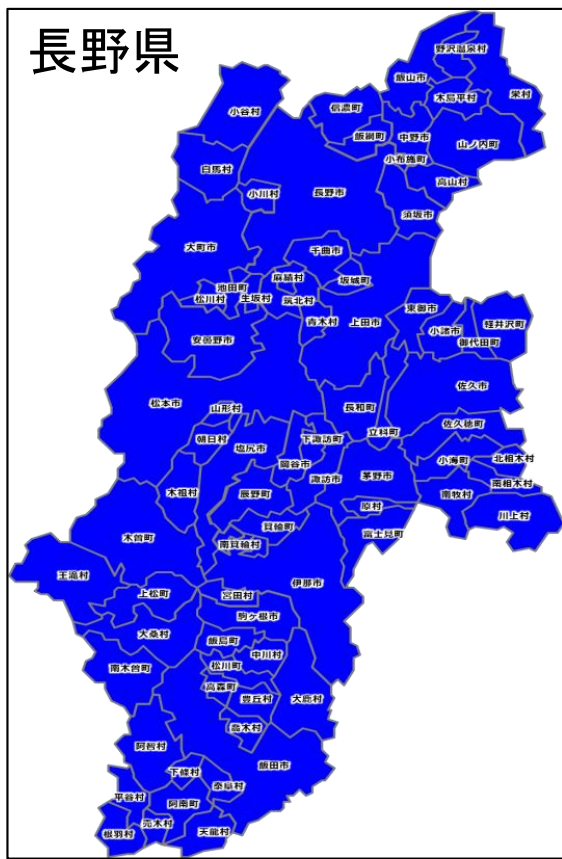 長野県
野沢温泉村
飯山市
木島平村
栄村
小谷村
信濃町
飯綱町
中野市
山ノ内町
小布施町
白馬村
高山村
小川村
長野市
須坂市
大町市
千曲市
麻績村
坂城町
池田町
松川村
生坂村
筑北村
青木村
上田市
東御市
小諸市
軽井沢町
御代田町
安曇野市
佐久市
松本市
山形村
長和町
立科町
佐久穂町
朝日村
塩尻市
下諏訪町
岡谷市
小海町
北相木村
諏訪市
茅野市
南相木村
木祖村
辰野町
南牧村
原村
川上村
箕輪町
富士見町
木曽町
南箕輪村
王滝村
伊那市
上松町
宮田村
駒ヶ根市
大桑村
飯島町
中川村
南木曽町
松川町
高森町
豊丘村
大鹿村
喬木村
阿智村
飯田市
下條村
泰阜村
平谷村
阿南町
売木村
根羽村
天龍村